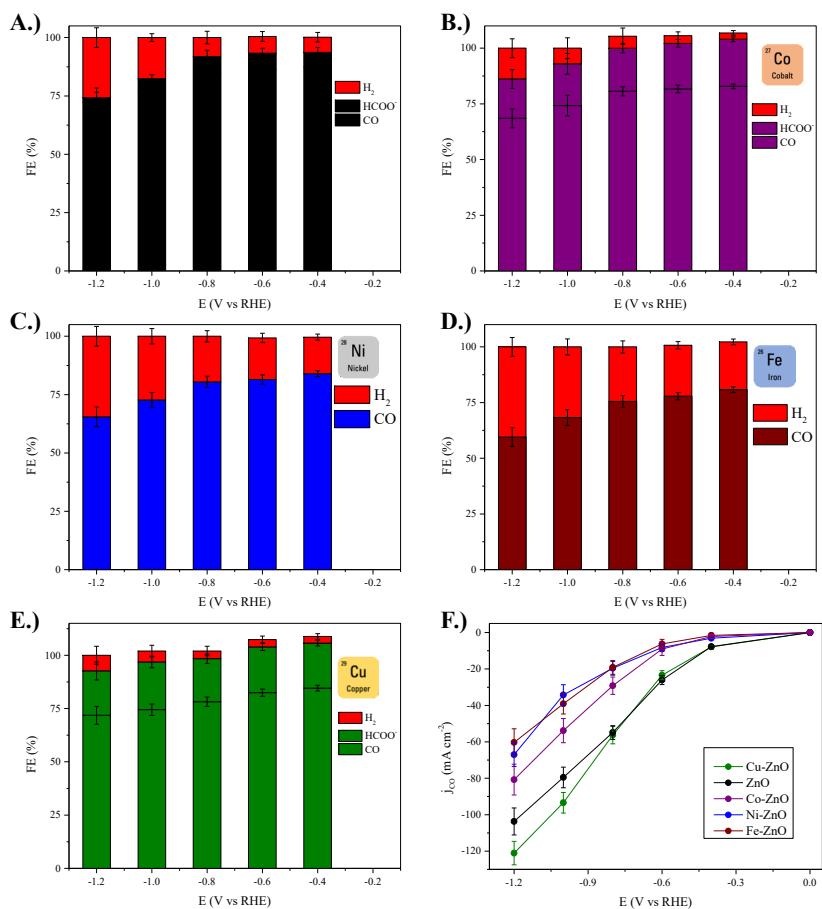 A.)
100
75
50
25
0
FE (%)
H2
HCOO-
CO
-1.2 -1.0 -0.8 -0.6 -0.4 -0.2
E (V vs RHE)
B.)
100
75
50
25
0
FE (%)
27
Co
Cobalt
H2
HCOO-
CO
-1.2 -1.0 -0.8 -0.6 -0.4 -0.2
E (V vs RHE)
C.)
100
75
50
25
0
FE (%)
28
Ni
Nickel
H2
CO
-1.2 -1.0 -0.8 -0.6 -0.4 -0.2
E (V vs RHE)
D.)
100
75
50
25
0
FE (%)
26
Fe
Iron
H2
CO
-1.2 -1.0 -0.8 -0.6 -0.4 -0.2
E (V vs RHE)
E.)
100
75
50
25
0
FE (%)
29
Cu
Copper
H2
HCOO-
CO
-1.2 -1.0 -0.8 -0.6 -0.4 -0.2
E (V vs RHE)
F.)
0
-20
-40
-60
-80
-100
-120
jCO (mA cm-2)
Cu-ZnO
ZnO
Co-ZnO
Ni-ZnO
Fe-ZnO
-1.2 -0.9 -0.6 -0.3 0.0
E (V vs RHE)